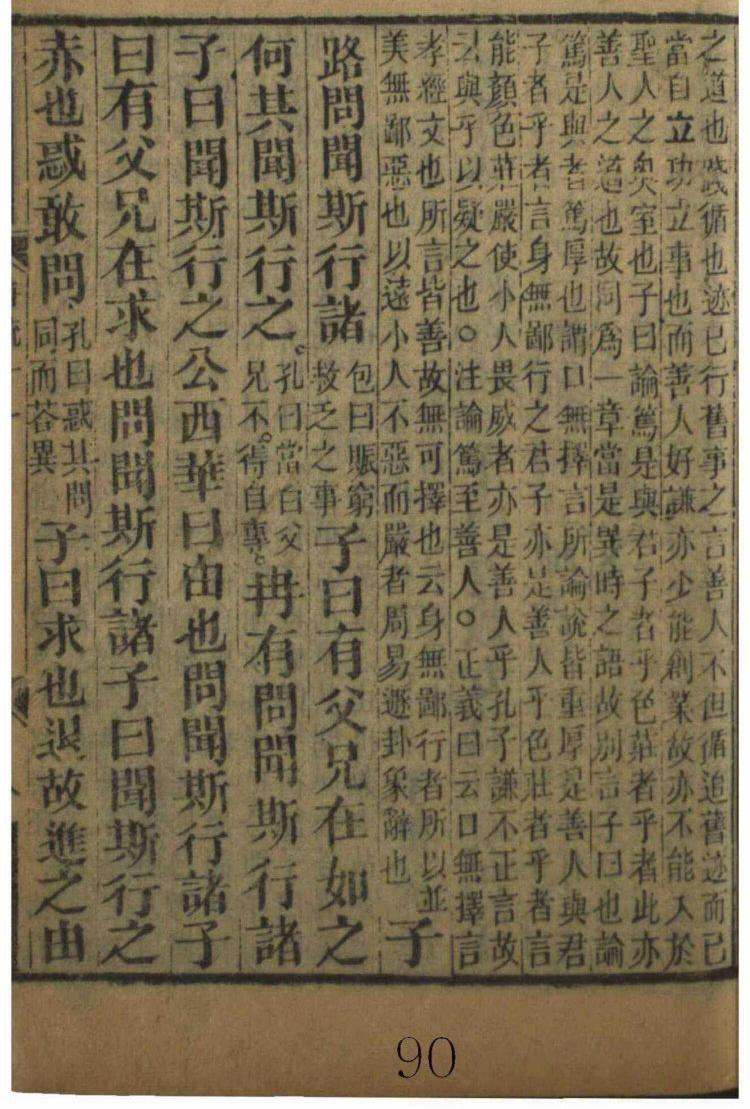 之道也踐循也迹已行舊事之言善人不但循追舊迹而已
當自立功立事也而善人好謙亦少能創業故亦不能入於
聖人之奧室也子曰論篤是與君子者乎色莊者乎者此亦
善人之道也故同爲一章當是異時之語故別言子曰也論
篤是與者篤厚也謂口無擇言所論說皆重厚是善人與君
子者乎者言身無鄙行之君子亦是善人乎色莊者乎者言
能顏色莊嚴使小人畏威者亦是善人乎孔子謙不正言故
云與乎以疑之也○注論篤至善人○正義曰云口無擇言
孝經文也所言皆善故無可擇也云身無鄙行者所以並
美無鄙惡也以遠小人不惡而嚴者周易遯卦象辭也
子
路問聞斯行諸
包曰賑窮
救乏之事
子曰有父兄在如之
何其聞斯行之
孔曰當白父
兄不得自專
冉有問聞斯行諸
子曰聞斯行之公西華曰由也問聞斯行諸子
曰有父兄在求也問聞斯行諸子曰聞斯行之
赤也惑敢問
孔曰惑其問
同而荅異
子曰求也退故進之由
90